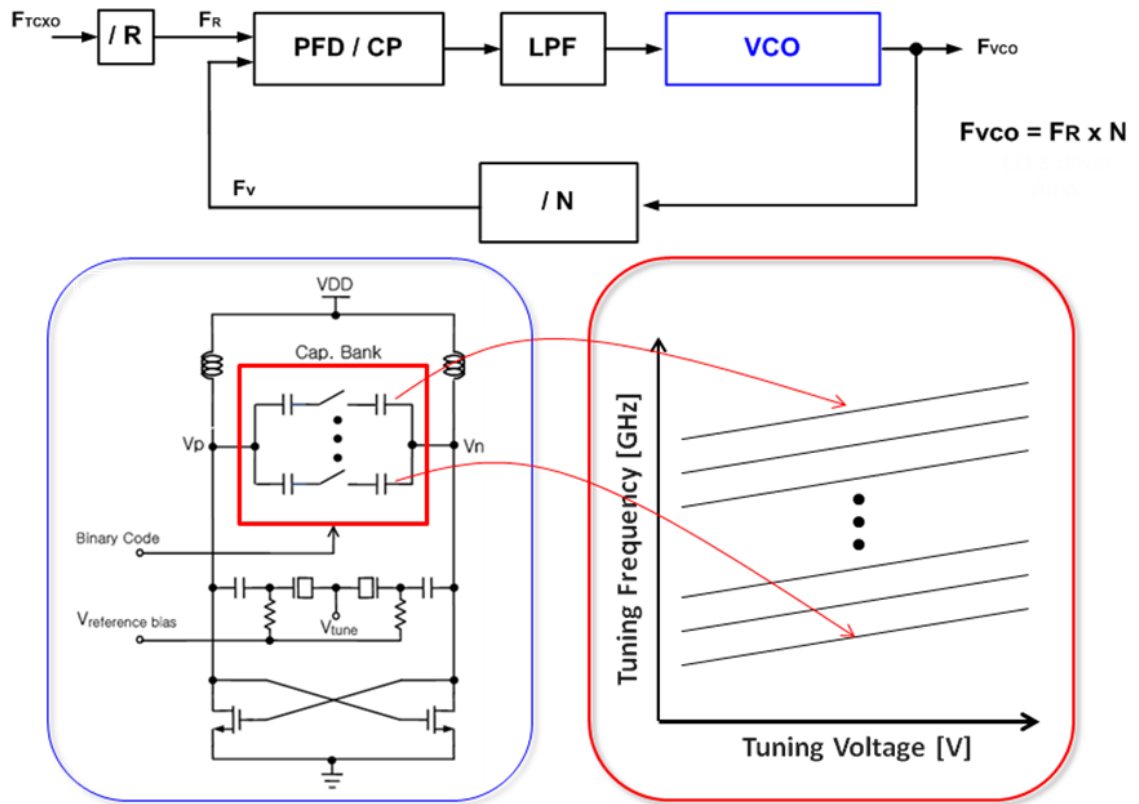 FTCXO
/ R
FR
PFD / CP
LPF
VCO
FVCO
FVCO = FR x N
FV
/ N
VDD
Cap. Bank
Vp
Vn
Binary Code
Vreference bias
Vtune
Tuning Frequency [GHz]
Tuning Voltage [V]